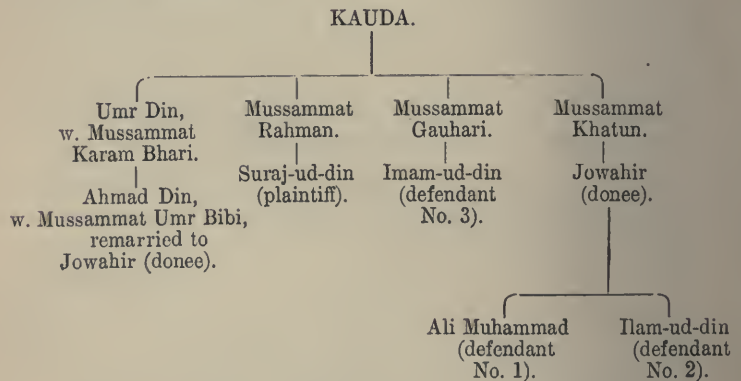 KAUDA.
Umr Din,
w. Mussammat
Karam Bhari.
Ahmad Din,
w. Mussammat Umr Bibi,
remarried to
Jowahir (donee).
Mussammat
Rahman.
Suraj-ud-din
(plaintiff).
Mussammat
Gauhari.
Imam-ud-din
(defendant
No. 3).
Mussammat
Khatun.
Jowahir
(donee).
Ali Muhammad
(defendant
No. 1).
Ilam-ud-din
(defendant
No. 2).